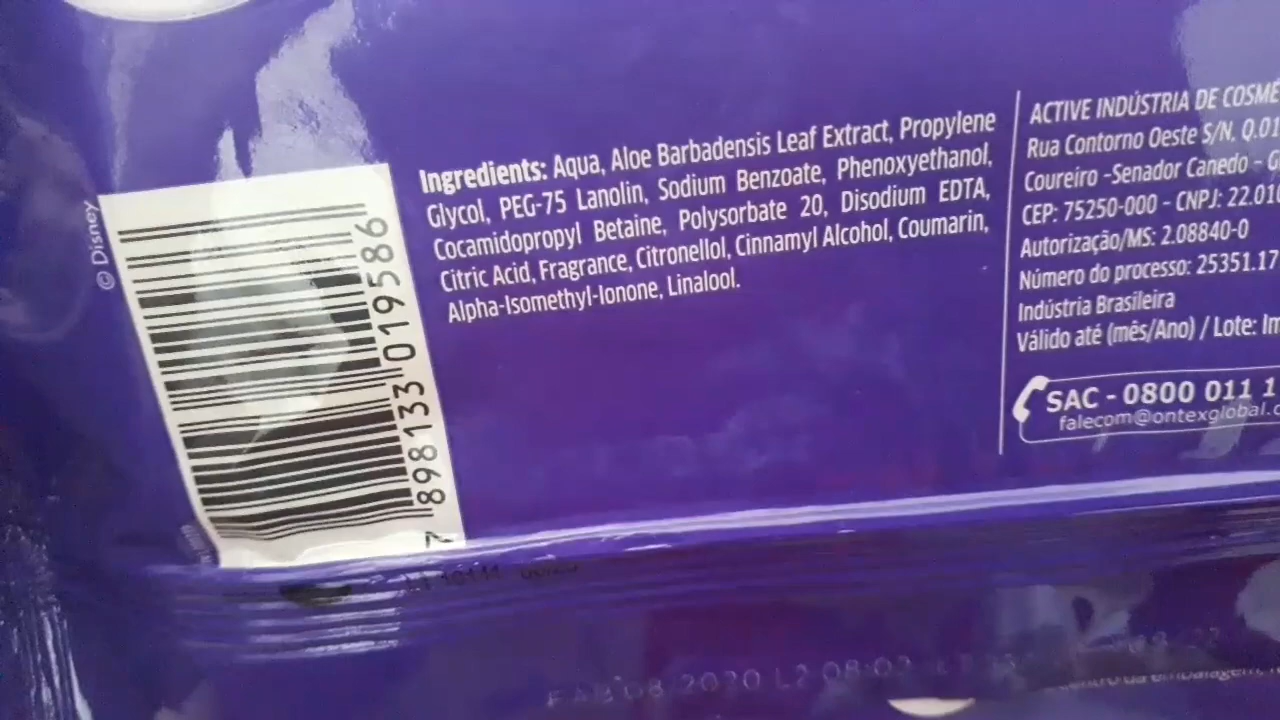 © Disney
7 898133 019586
Ingredients: Aqua, Aloe Barbadensis Leaf Extract, Propylene
Glycol, PEG-75 Lanolin, Sodium Benzoate, Phenoxyethanol,
Cocamidopropyl Betaine, Polysorbate 20, Disodium EDTA,
Citric Acid, Fragrance, Citronellol, Cinnamyl Alcohol, Coumarin,
Alpha-Isomethyl-Ionone, Linalool.
ACTIVE INDÚSTRIA DE COSMÉ
Rua Contorno Oeste S/N, Q.01
Coureiro -Senador Canedo -
CEP: 75250-000 - CNPJ: 22.01
Autorização/MS: 2.08840-0
Número do processo: 25351.17
Indústria Brasileira
Válido até (mês/Ano) / Lote: Im
SAC - 0800 011 1
falecom@ontexglobal.c
FAB 08 2020 L2 08:02